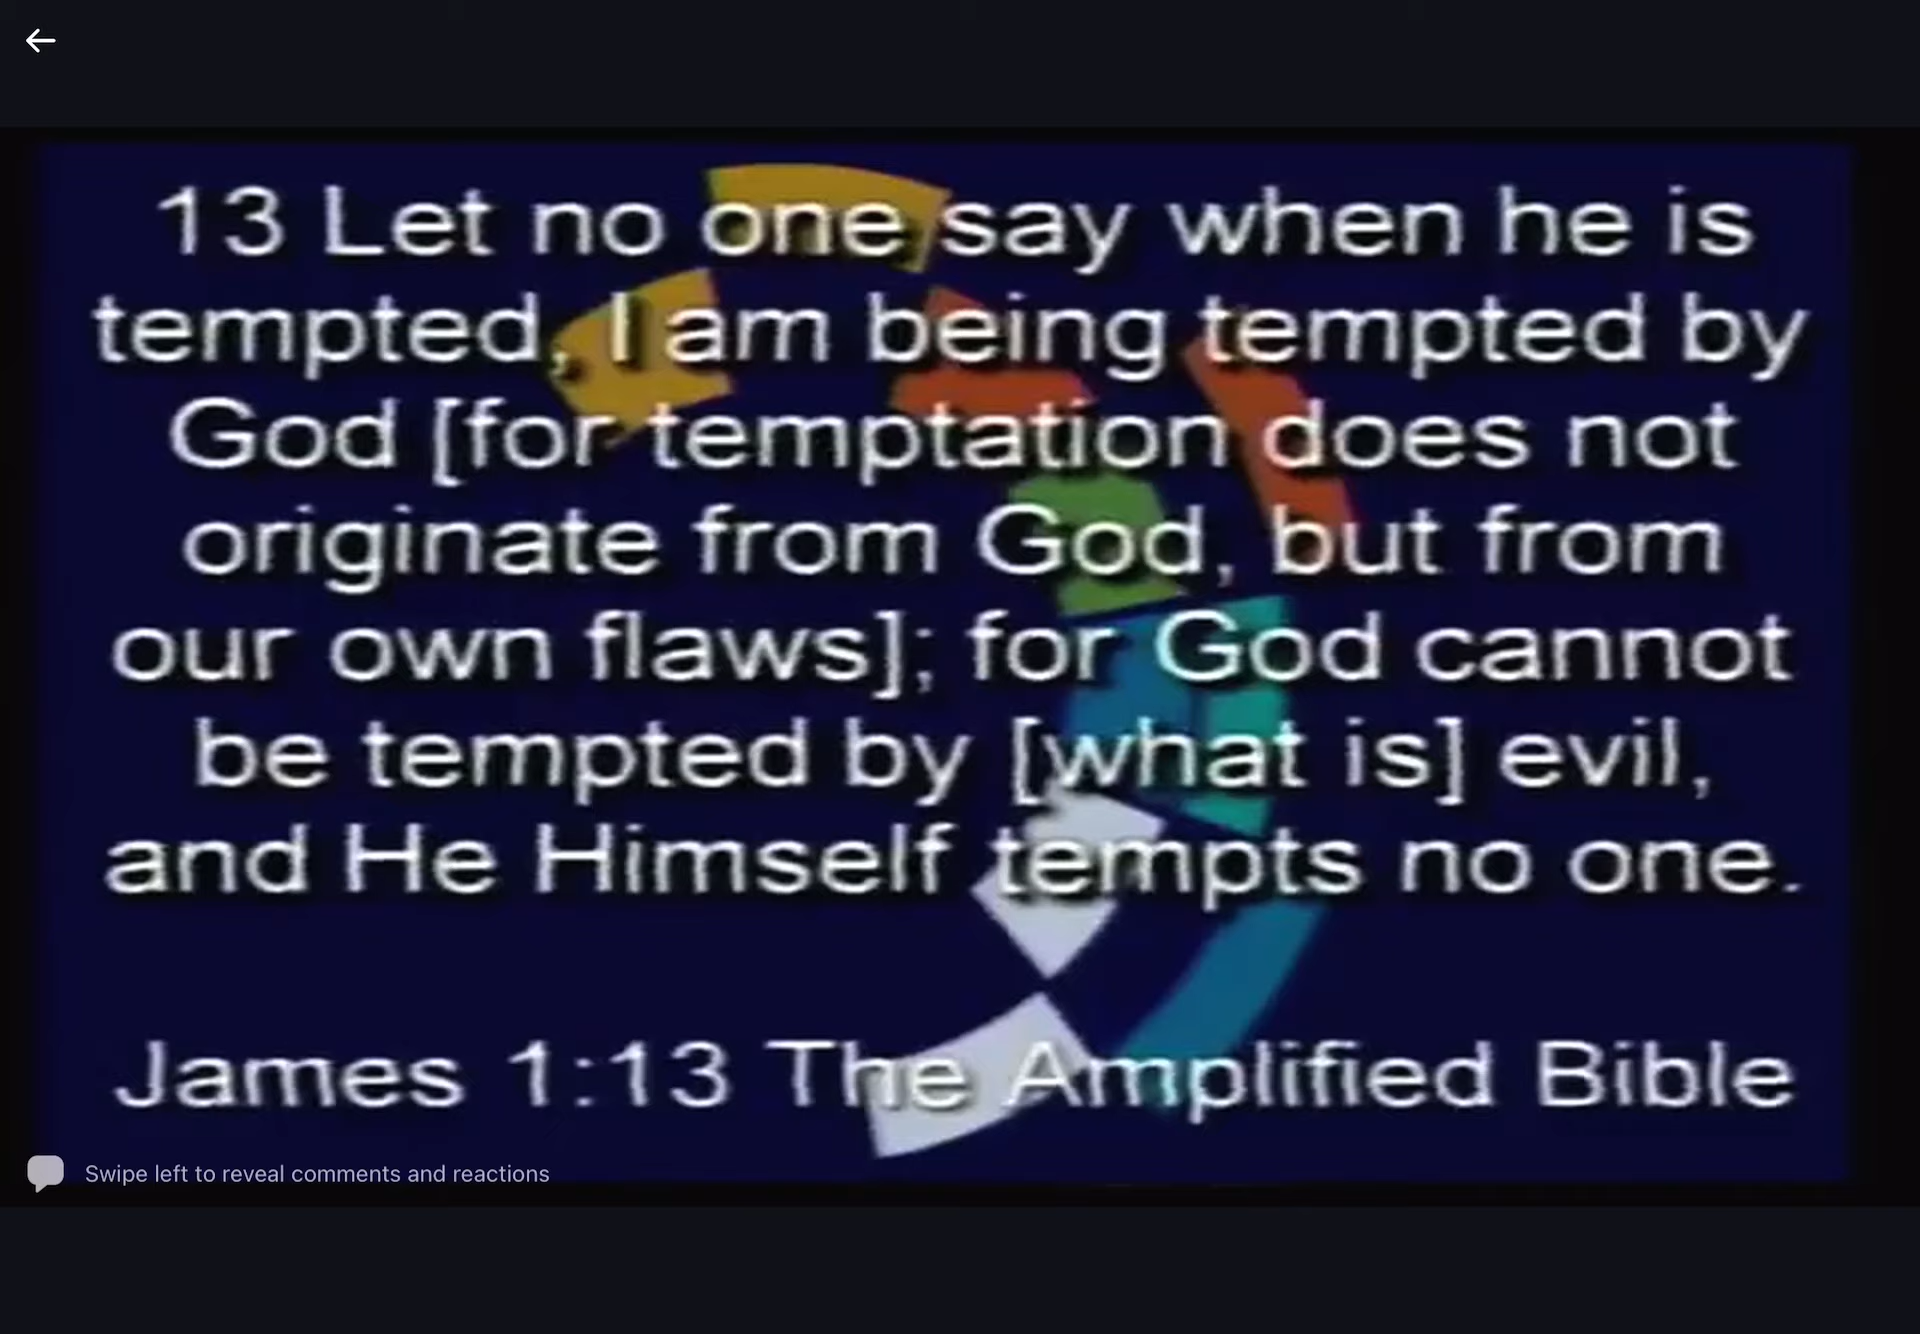 13 Let no one say when he is
tempted, I am being tempted by
God [for temptation does not
originate from God, but from
our own flaws]; for God cannot
be tempted by [what is] evil,
and He Himself tempts no one.
James 1:13 The Amplified Bible
Swipe left to reveal comments and reactions